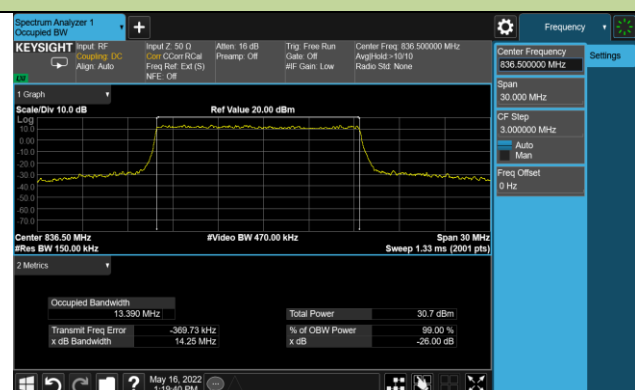 Spectrum Analyzer 1
Occupied BW
+
Frequency
KEYSIGHT
Input: RF
Coupling: DC
Align: Auto
Input Z: 50 Ω
Corr CCorr RCal
Freq Ref: Ext (S)
NFE: Off
Atten: 16 dB
Preamp: Off
Trig: Free Run
Gate: Off
#IF Gain: Low
Center Freq: 836.500000 MHz
Avg|Hold:>10/10
Radio Std: None
LXI
Center Frequency
836.500000 MHz
Settings
Span
30.000 MHz
CF Step
3.000000 MHz
Auto
Man
Freq Offset
0 Hz
1 Graph
Scale/Div 10.0 dB
Ref Value 20.00 dBm
Log
10.0
0.00
-10.0
-20.0
-30.0
-40.0
-50.0
-60.0
-70.0
Center 836.50 MHz
#Video BW 470.00 kHz
Span 30 MHz
#Res BW 150.00 kHz
Sweep 1.33 ms (2001 pts)
2 Metrics
Occupied Bandwidth
13.390 MHz
Total Power 30.7 dBm
Transmit Freq Error -369.73 kHz
% of OBW Power 99.00 %
x dB Bandwidth 14.25 MHz
x dB -26.00 dB
?
May 16, 2022
1:19:40 PM